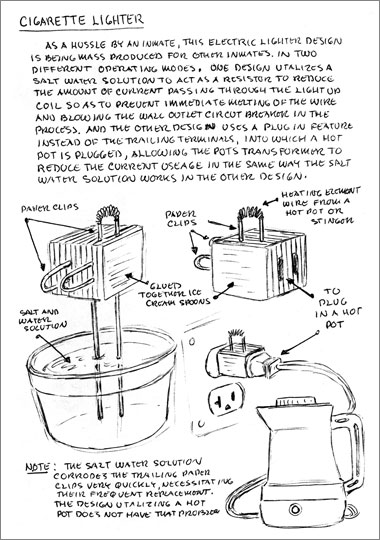 CIGARETTE LIGHTER
AS A HUSSLE BY AN INMATE, THIS ELECTRIC LIGHTER DESIGN
IS BEING MASS PRODUCED FOR OTHER INMATES. IN TWO
DIFFERENT OPERATING MODES, ONE DESIGN UTALIZES A
SALT WATER SOLUTION TO ACT AS A RESISTOR TO REDUCE
THE AMOUNT OF CURRENT PASSING THROUGH THE LIGHT UP
COIL SO AS TO PREVENT IMMEDIATE MELTING OF THE WIRE
AND BLOWING THE WALL OUTLET CIRCUIT BREAKER IN THE
PROCESS. AND THE OTHER DESIGN USES A PLUG IN FEATURE
INSTEAD OF THE TRAILING TERMINALS, INTO WHICH A HOT
POT IS PLUGGED, ALLOWING THE POTS TRANSFORMER TO
REDUCE THE CURRENT USEAGE IN THE SAME WAY THE SALT
WATER SOLUTION WORKS IN THE OTHER DESIGN.
PAPER CLIPS
PAPER
CLIPS
HEATING ELEMENT
WIRE FROM A
HOT POT OR
STINGER
GLUED
TOGETHER ICE
CREAM SPOONS
SALT AND
WATER
SOLUTION
TO
PLUG
IN A HOT
POT
NOTE: THE SALT WATER SOLUTION
CORRODES THE TRAILING PAPER
CLIPS VERY QUICKLY, NECESSITATING
THEIR FREQUENT REPLACEMENT.
THE DESIGN UTALIZING A HOT
POT DOES NOT HAVE THAT PROBLEM